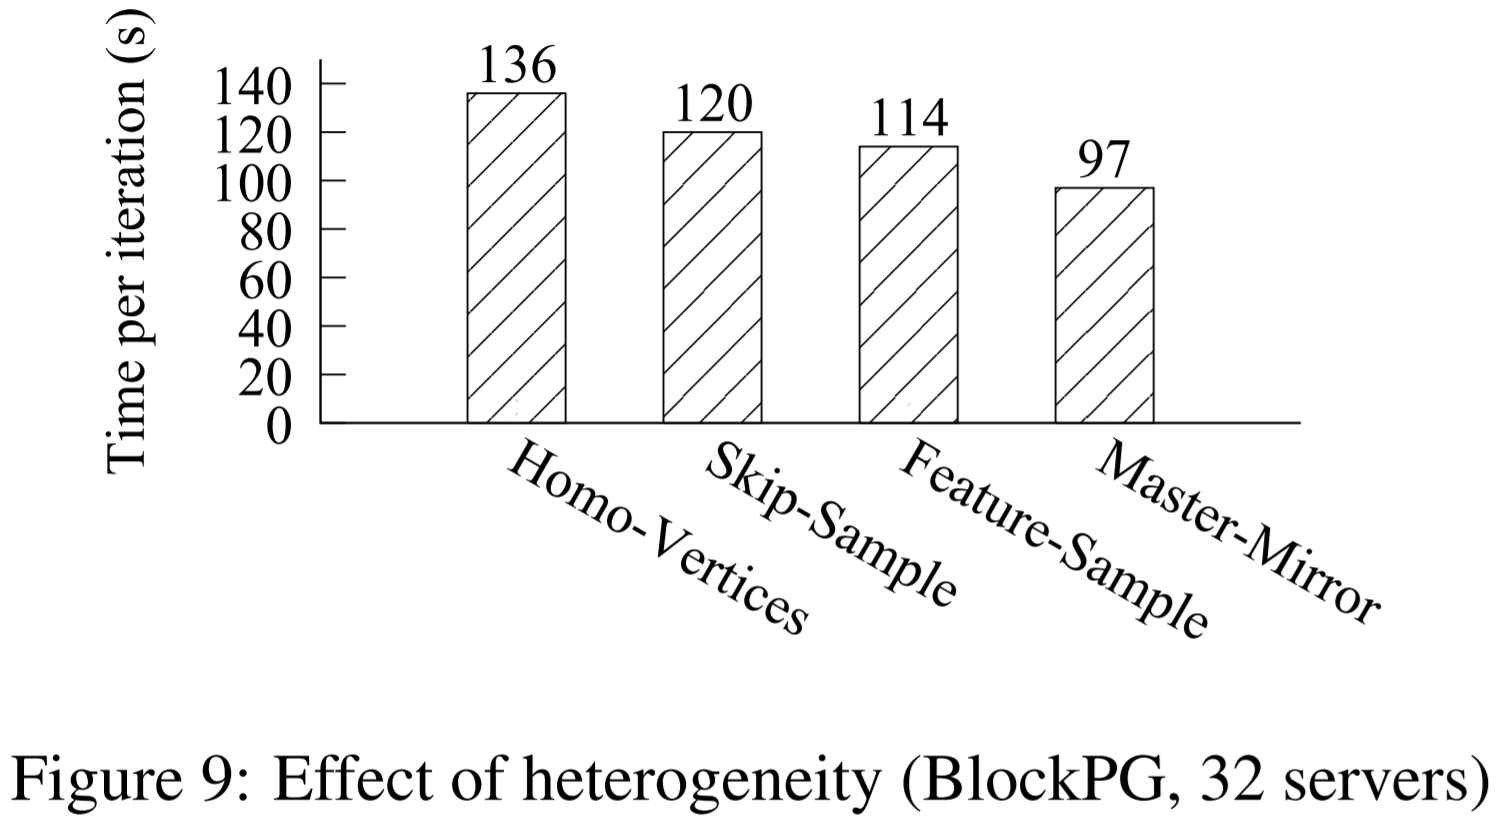 Time per iteration (s)
140
120
100
80
60
40
20
0
136
120
114
97
Homo-Vertices
Skip-Sample
Feature-Sample
Master-Mirror
Figure 9: Effect of heterogeneity (BlockPG, 32 servers)